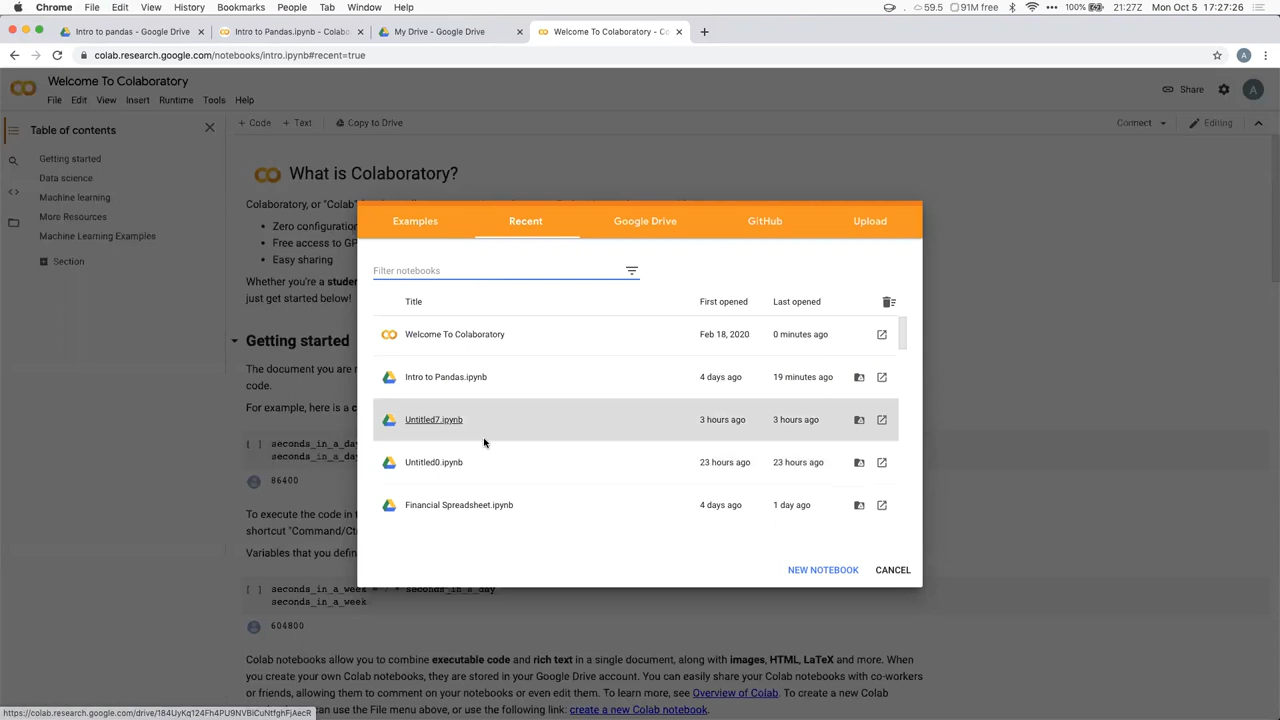 Chrome File Edit View History Bookmarks People Tab Window Help 59.5 91M free 100% 21:27Z Mon Oct 5 17:27:26
Intro to pandas - Google Drive Intro to Pandas.ipynb - Colabo My Drive - Google Drive Welcome To Colaboratory - Co
colab.research.google.com/notebooks/intro.ipynb#recent=true A
Welcome To Colaboratory
File Edit View Insert Runtime Tools Help Share A
Table of contents + Code + Text Copy to Drive Connect Editing
Getting started
Data science
Machine learning
More Resources
Machine Learning Examples
Section
What is Colaboratory?
Colaboratory, or "Colab
Zero configuration
Free access to GP
Easy sharing
Whether you're a studen
just get started below!
Getting started
The document you are r
code.
For example, here is a c
[ ] seconds_in_a_day
seconds_in_a_day
86400
To execute the code in t
shortcut "Command/Ctr
Variables that you defin
[ ] seconds_in_a_week = 7 * seconds_in_a_day
seconds_in_a_week
604800
Colab notebooks allow you to combine executable code and rich text in a single document, along with images, HTML, LaTeX and more. When
you create your own Colab notebooks, they are stored in your Google Drive account. You can easily share your Colab notebooks with co-workers
or friends, allowing them to comment on your notebooks or even edit them. To learn more, see Overview of Colab. To create a new Colab
can use the File menu above, or use the following link: create a new Colab notebook.
Examples Recent Google Drive GitHub Upload
Filter notebooks
Title First opened Last opened
Welcome To Colaboratory Feb 18, 2020 0 minutes ago
Intro to Pandas.ipynb 4 days ago 19 minutes ago
Untitled7.ipynb 3 hours ago 3 hours ago
Untitled0.ipynb 23 hours ago 23 hours ago
Financial Spreadsheet.ipynb 4 days ago 1 day ago
NEW NOTEBOOK CANCEL
https://colab.research.google.com/drive/184UyKq124Fh4PU9NVBiCuNtfghFjAecR